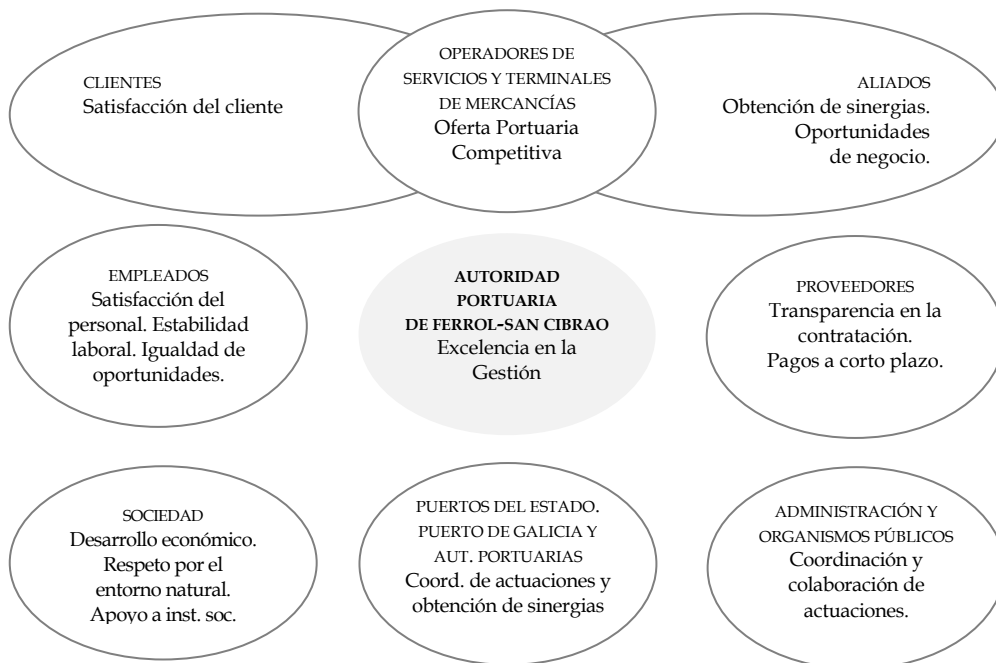 CLIENTES
Satisfacción del cliente
OPERADORES DE
SERVICIOS Y TERMINALES
DE MERCANCÍAS
Oferta Portuaria
Competitiva
ALIADOS
Obtención de sinergias.
Oportunidades
de negocio.
EMPLEADOS
Satisfacción del
personal. Estabilidad
laboral. Igualdad de
oportunidades.
AUTORIDAD
PORTUARIA
DE FERROL-SAN CIBRAO
Excelencia en la
Gestión
PROVEEDORES
Transparencia en la
contratación.
Pagos a corto plazo.
SOCIEDAD
Desarrollo económico.
Respeto por el
entorno natural.
Apoyo a inst. soc.
PUERTOS DEL ESTADO.
PUERTO DE GALICIA Y
AUT. PORTUARIAS
Coord. de actuaciones y
obtención de sinergias
ADMINISTRACIÓN Y
ORGANISMOS PÚBLICOS
Coordinación y
colaboración de
actuaciones.